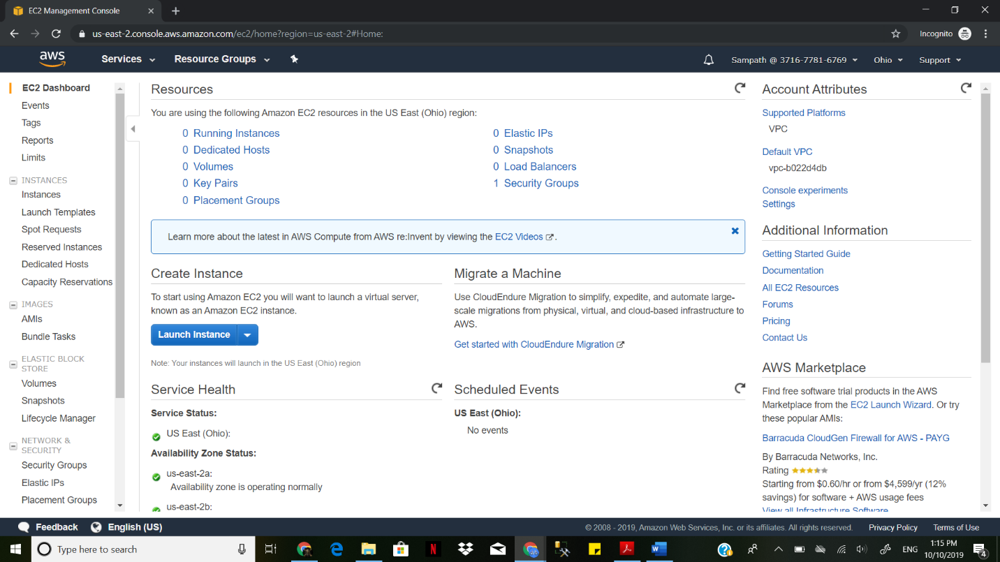 EC2 Management Console
us-east-2.console.aws.amazon.com/ec2/home?region=us-east-2#Home:
Incognito
aws
Services
Resource Groups
Sampath @ 3716-7781-6769
Ohio
Support
EC2 Dashboard
Events
Tags
Reports
Limits
INSTANCES
Instances
Launch Templates
Spot Requests
Reserved Instances
Dedicated Hosts
Capacity Reservations
IMAGES
AMIs
Bundle Tasks
ELASTIC BLOCK
STORE
Volumes
Snapshots
Lifecycle Manager
NETWORK &
SECURITY
Security Groups
Elastic IPs
Placement Groups
Resources
You are using the following Amazon EC2 resources in the US East (Ohio) region:
0 Running Instances
0 Dedicated Hosts
0 Volumes
0 Key Pairs
0 Placement Groups
0 Elastic IPs
0 Snapshots
0 Load Balancers
1 Security Groups
Learn more about the latest in AWS Compute from AWS re:Invent by viewing the EC2 Videos .
Create Instance
To start using Amazon EC2 you will want to launch a virtual server,
known as an Amazon EC2 instance.
Launch Instance
Note: Your instances will launch in the US East (Ohio) region
Migrate a Machine
Use CloudEndure Migration to simplify, expedite, and automate large-
scale migrations from physical, virtual, and cloud-based infrastructure to
AWS.
Get started with CloudEndure Migration
Service Health
Service Status:
US East (Ohio):
Availability Zone Status:
us-east-2a:
Availability zone is operating normally
us-east-2b:
Scheduled Events
US East (Ohio):
No events
Account Attributes
Supported Platforms
VPC
Default VPC
vpc-b022d4db
Console experiments
Settings
Additional Information
Getting Started Guide
Documentation
All EC2 Resources
Forums
Pricing
Contact Us
AWS Marketplace
Find free software trial products in the AWS
Marketplace from the EC2 Launch Wizard. Or try
these popular AMIs:
Barracuda CloudGen Firewall for AWS - PAYG
By Barracuda Networks, Inc.
Rating
Starting from $0.60/hr or from $4,599/yr (12%
savings) for software + AWS usage fees
View all Infrastructure Software
Feedback
English (US)
© 2008 - 2019, Amazon Web Services, Inc. or its affiliates. All rights reserved.
Privacy Policy
Terms of Use
Type here to search
ENG
1:15 PM
10/10/2019
4